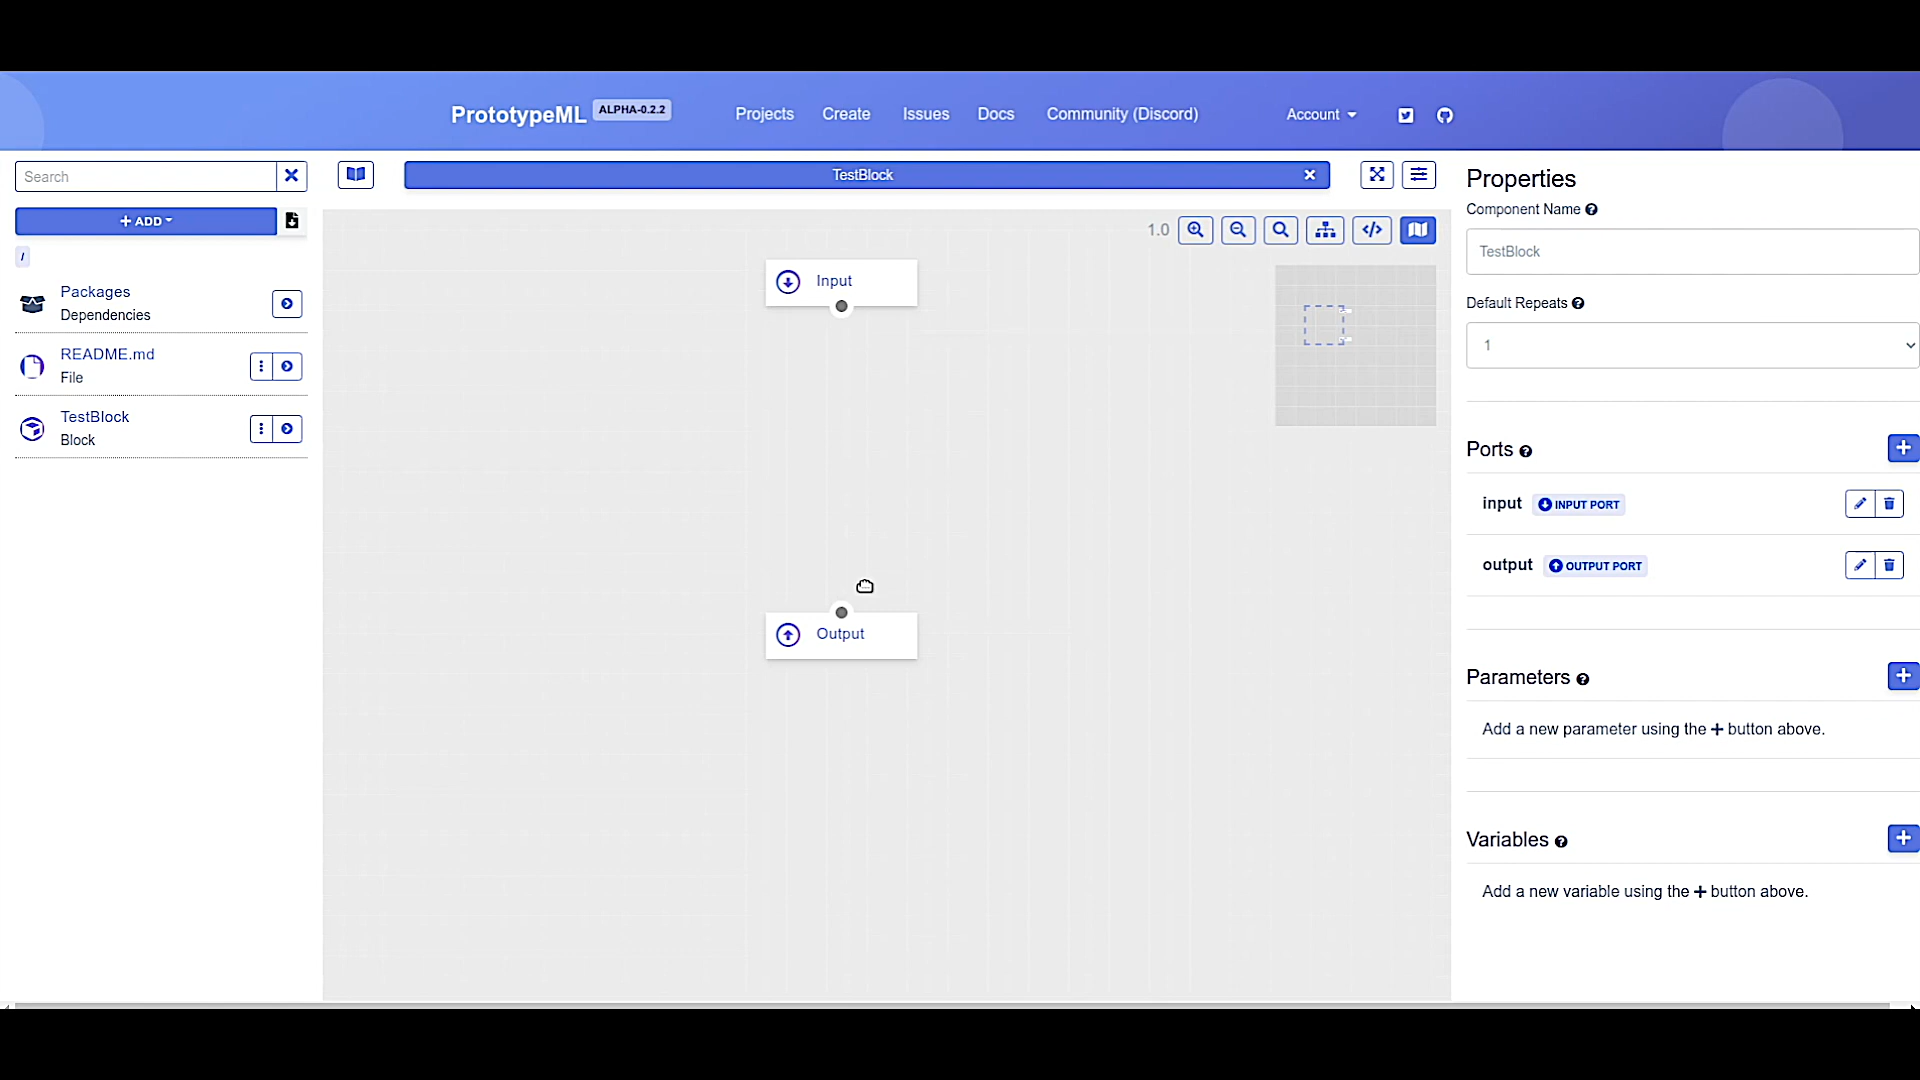 PrototypeML ALPHA-0.2.2 Projects Create Issues Docs Community (Discord) Account
Search
TestBlock
+ ADD
/
Packages
Dependencies
README.md
File
TestBlock
Block
1.0
Input
Output
Properties
Component Name
TestBlock
Default Repeats
1
Ports
input INPUT PORT
output OUTPUT PORT
Parameters
Add a new parameter using the + button above.
Variables
Add a new variable using the + button above.